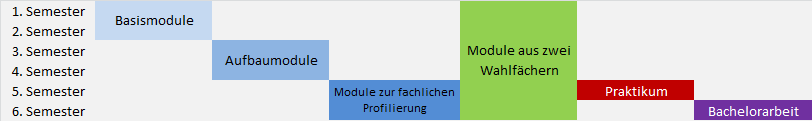 1. Semester
2. Semester
3. Semester
4. Semester
5. Semester
6. Semester
Basismodule
Aufbaumodule
Module zur fachlichen
Profilierung
Module aus zwei
Wahlfächern
Praktikum
Bachelorarbeit